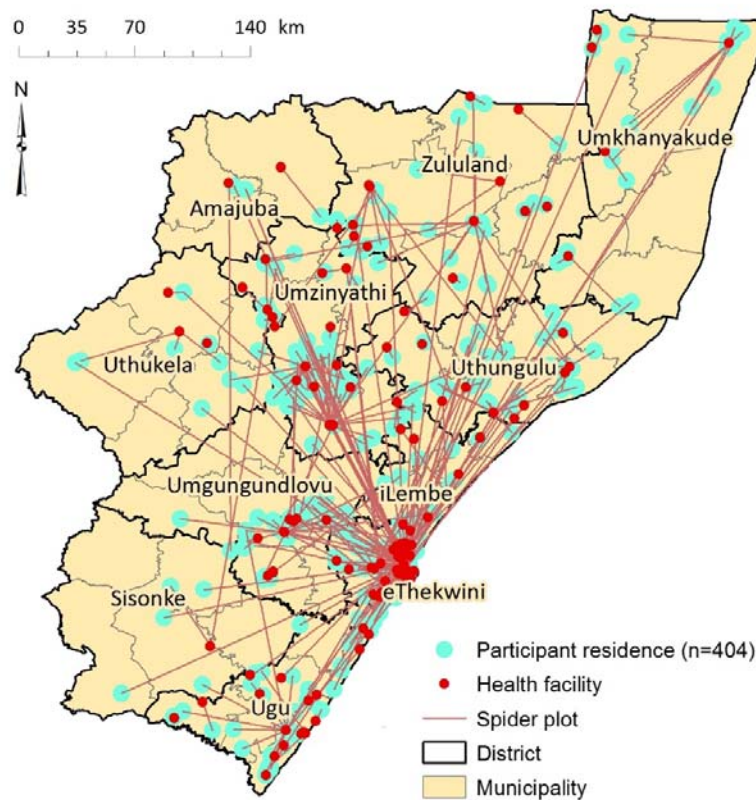 0 35 70 140 km
N
Umkhanyakude
Zululand
Amajuba
Umzinyathi
Uthukela
Uthungulu
Umgungundlovu
iLembe
eThekwini
Sisonke
Ugu
Participant residence (n=404)
Health facility
Spider plot
District
Municipality